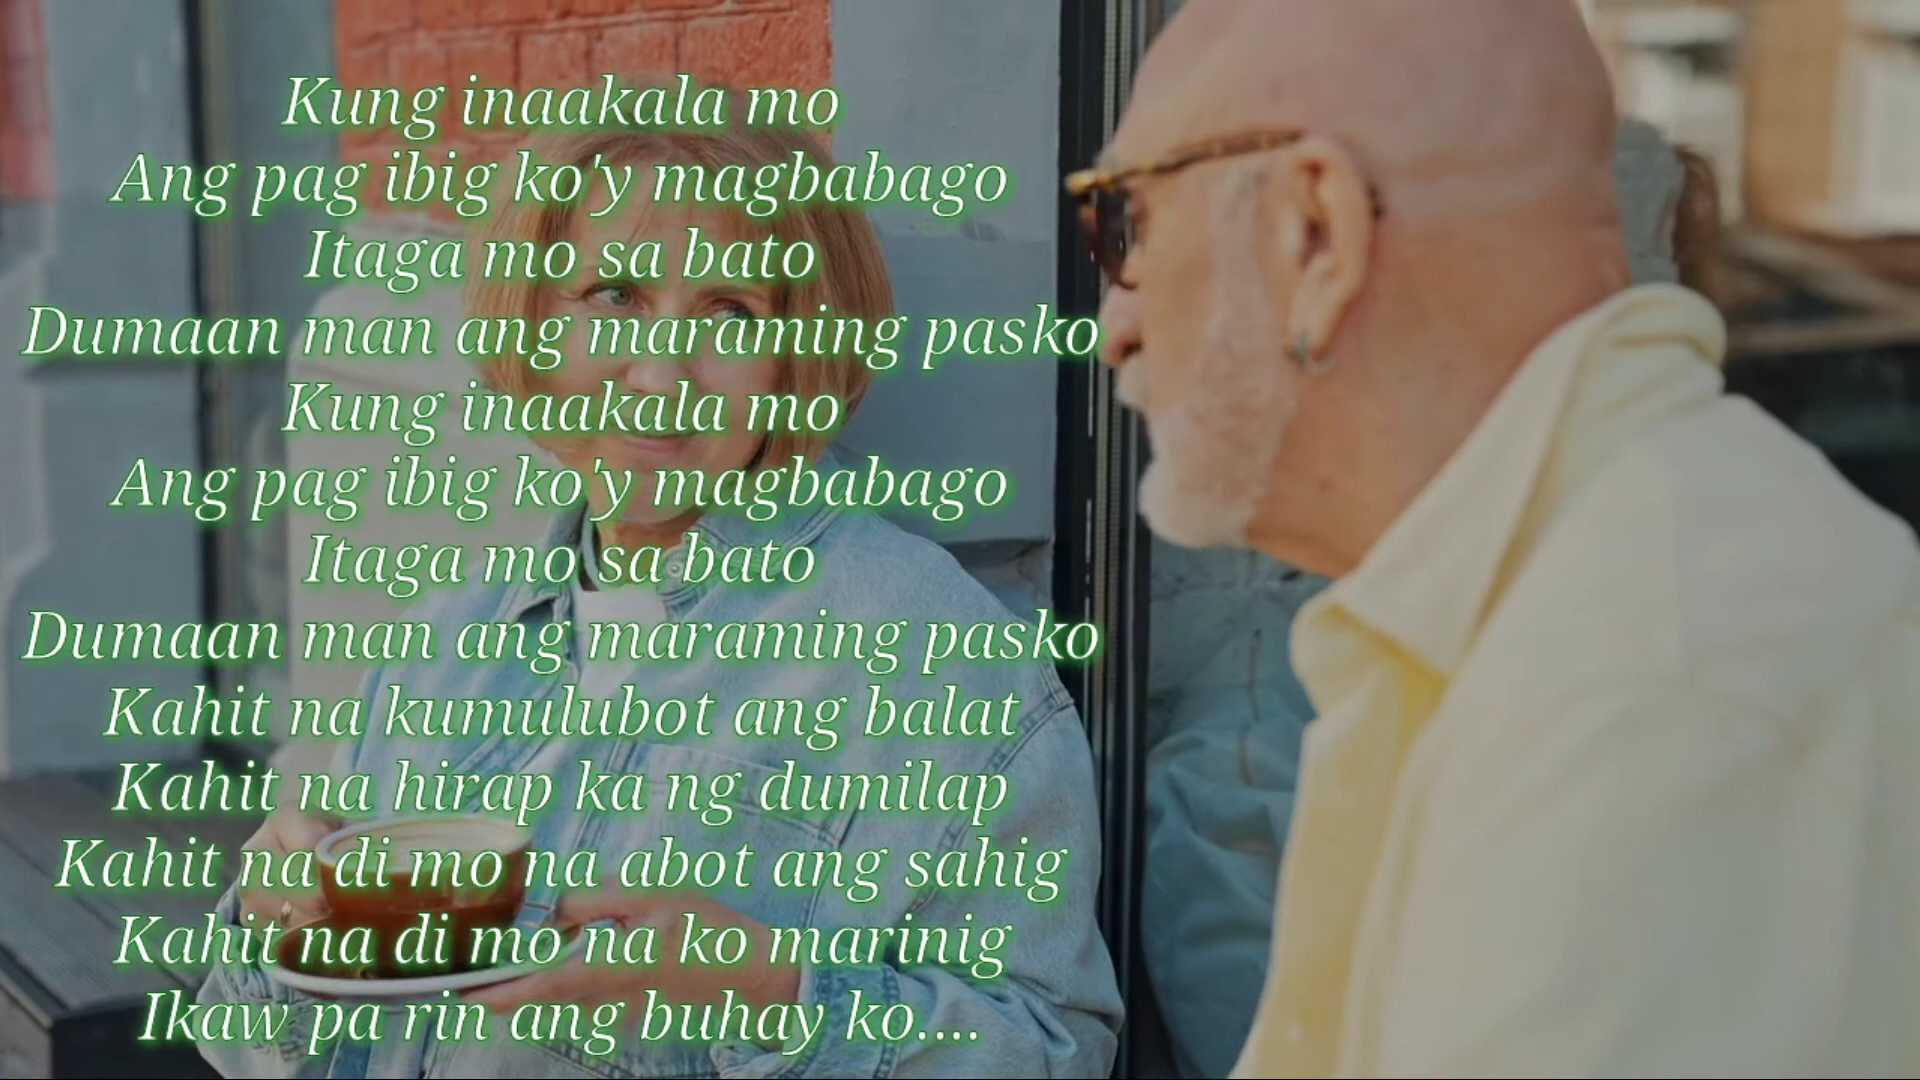 Kung inaakala mo
Ang pag ibig ko'y magbabago
Itaga mo sa bato
Dumaan man ang maraming pasko
Kung inaakala mo
Ang pag ibig ko'y magbabago
Itaga mo sa bato
Dumaan man ang maraming pasko
Kahit na kumulubot ang balat
Kahit na hirap ka ng dumilap
Kahit na di mo na abot ang sahig
Kahit na di mo na ko marinig
Ikaw pa rin ang buhay ko....